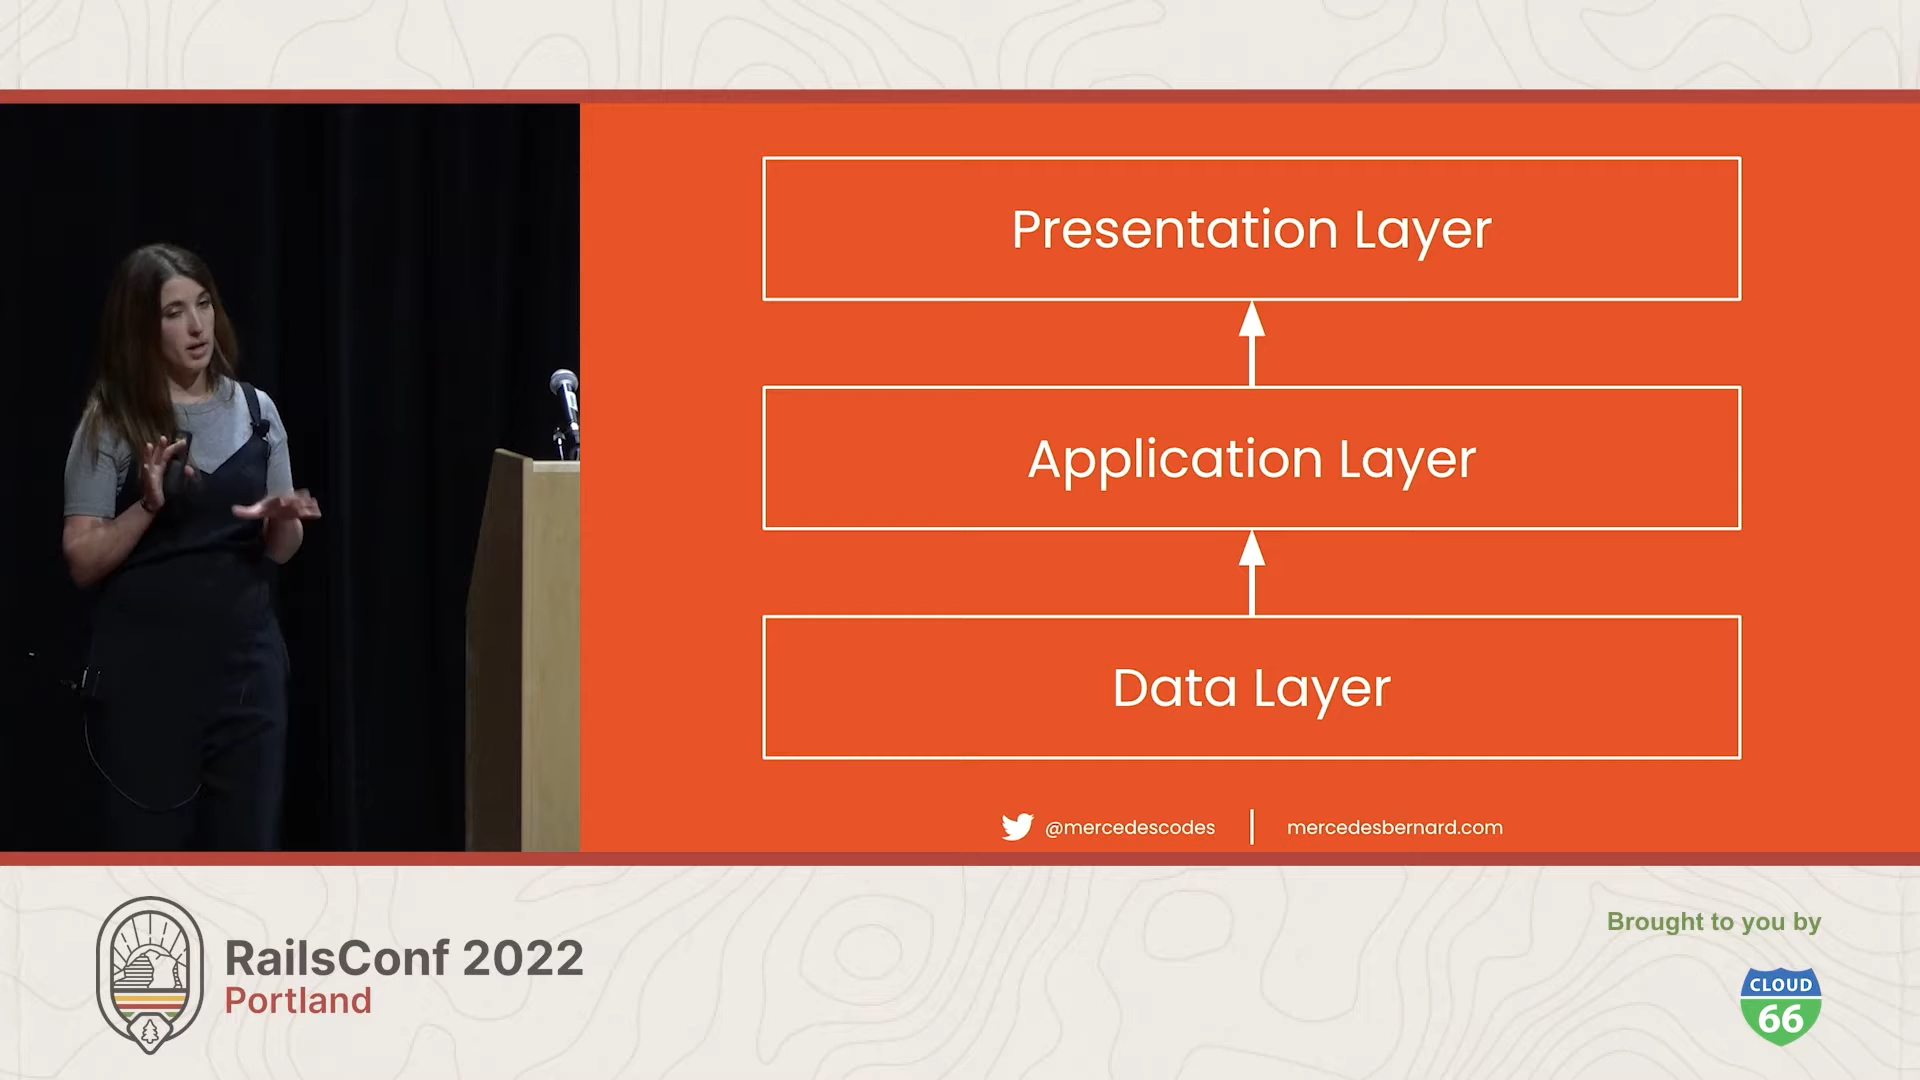 Presentation Layer
Application Layer
Data Layer
@mercedescodes
mercedesbernard.com
RailsConf 2022
Portland
Brought to you by
CLOUD
66